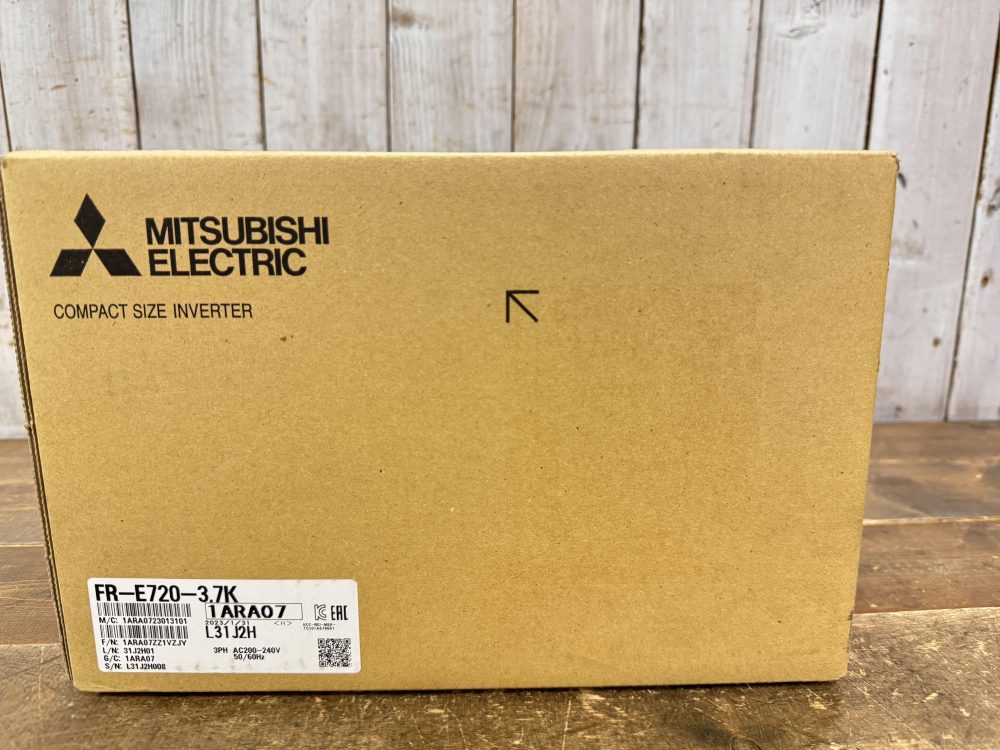 MITSUBISHI
ELECTRIC
COMPACT SIZE INVERTER
FR-E720-3.7K
1ARA07
M/C: 1ARA0723013101
2023/1/31 <H>
L31J2H
F/N: 1ARA07ZZ1VZJY
L/N: 31J2H01
3PH AC200-240V
G/C: 1ARA07
50/60Hz
S/N: L31J2H008
EAC